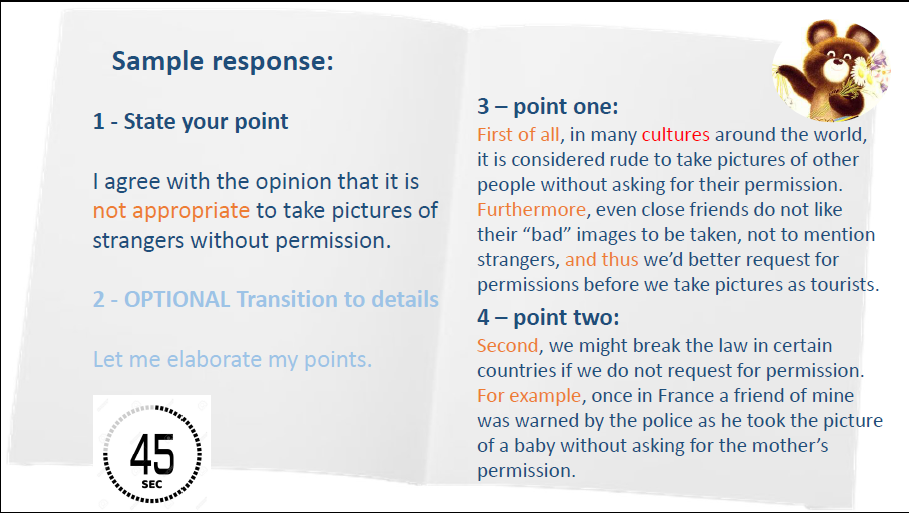 Sample response:
1 - State your point
I agree with the opinion that it is
not appropriate to take pictures of
strangers without permission.
2 - OPTIONAL Transition to details
Let me elaborate my points.
45
SEC
3 – point one:
First of all, in many cultures around the world,
it is considered rude to take pictures of other
people without asking for their permission.
Furthermore, even close friends do not like
their “bad” images to be taken, not to mention
strangers, and thus we’d better request for
permissions before we take pictures as tourists.
4 – point two:
Second, we might break the law in certain
countries if we do not request for permission.
For example, once in France a friend of mine
was warned by the police as he took the picture
of a baby without asking for the mother’s
permission.